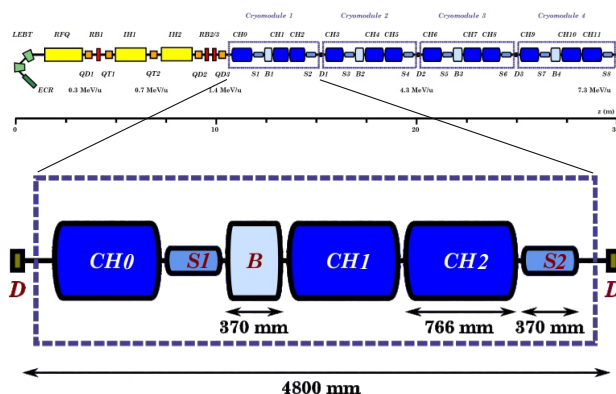 Cryomodule 1 Cryomodule 2 Cryomodule 3 Cryomodule 4
LEBT RFQ RB1 IH1 IH2 RB2/3 CH0 CH1 CH2 CH3 CH4 CH5 CH6 CH7 CH8 CH9 CH10 CH11
QD1 QT1 QT2 QD2 QD3 S1 B1 S2 D1 S3 B2 S4 D2 S5 B3 S6 D3 S7 B4 S8
ECR 0.3 MeV/u 0.7 MeV/u 1.4 MeV/u 4.3 MeV/u 7.3 MeV/u
z (m)
0 10 20 3
CH0 S1 B CH1 CH2 S2
D D
370 mm 766 mm 370 mm
4800 mm